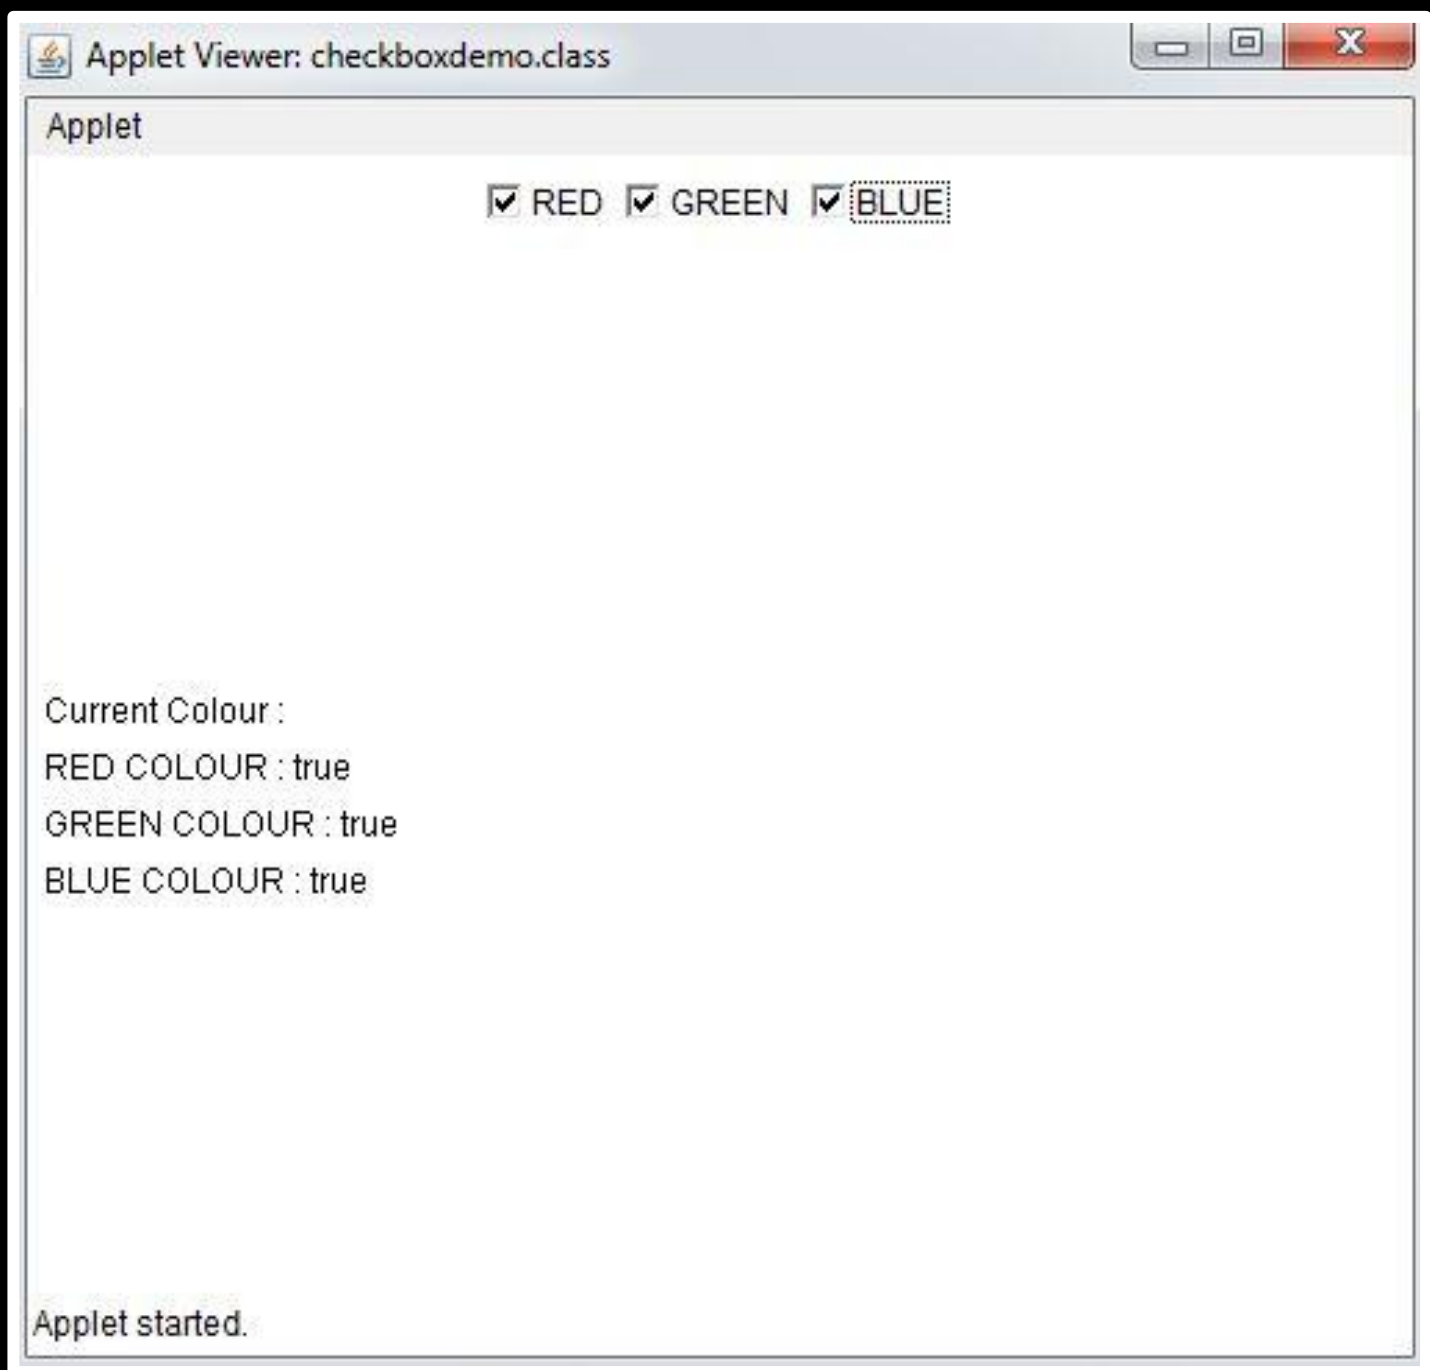 Applet Viewer: checkboxdemo.class
Applet
RED GREEN BLUE
Current Colour :
RED COLOUR : true
GREEN COLOUR : true
BLUE COLOUR : true
Applet started.